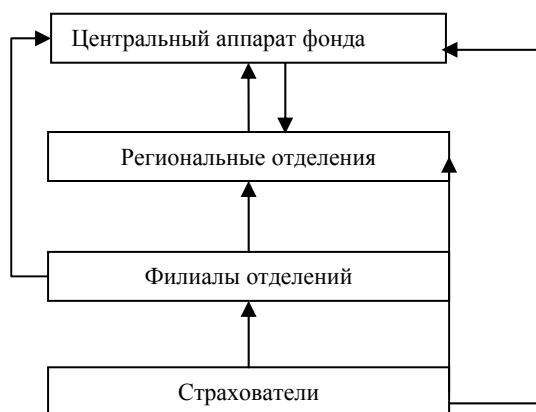 Центральный аппарат фонда
Региональные отделения
Филиалы отделений
Страхователи